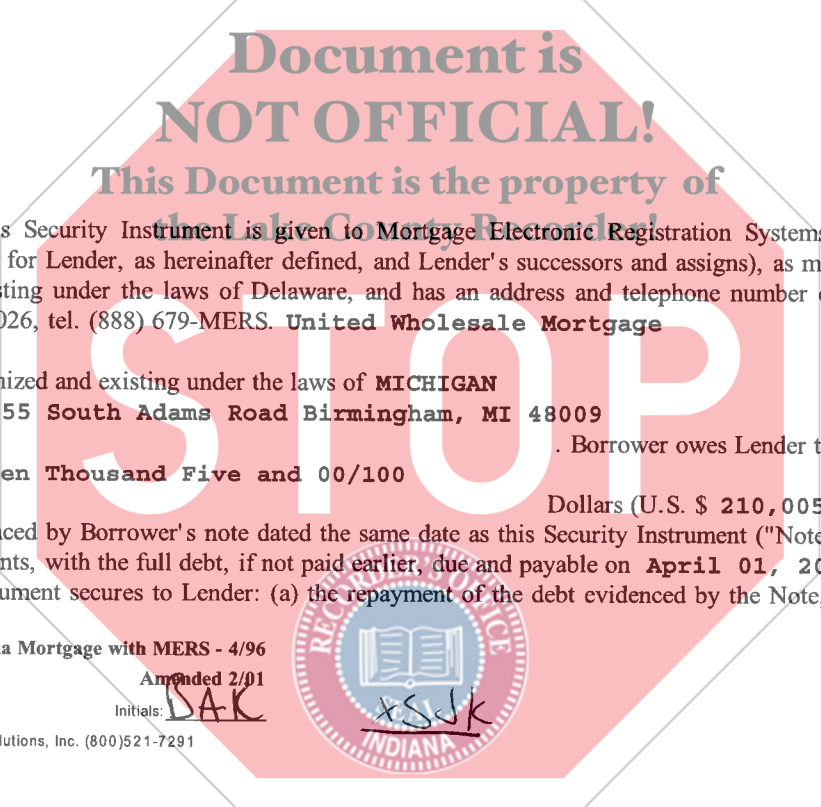 Document is
NOT OFFICIAL!
This Document is the property of
the Lake County Recorder!
s Security Instrument is given to Mortgage Electronic Registration Systems
for Lender, as hereinafter defined, and Lender's successors and assigns), as m
sting under the laws of Delaware, and has an address and telephone number
026, tel. (888) 679-MERS. United Wholesale Mortgage
nized and existing under the laws of MICHIGAN
55 South Adams Road Birmingham, MI 48009
. Borrower owes Lender t
en Thousand Five and 00/100
Dollars (U.S. $ 210,005
nced by Borrower's note dated the same date as this Security Instrument ("Note
nts, with the full debt, if not paid earlier, due and payable on April 01, 20
ument secures to Lender: (a) the repayment of the debt evidenced by the Note,
STOP
a Mortgage with MERS - 4/96
Amended 2/01
Initials: DAK XSJK
lutions, Inc. (800)521-7291
RECORDER'S OFFICE
SEAL
INDIANA